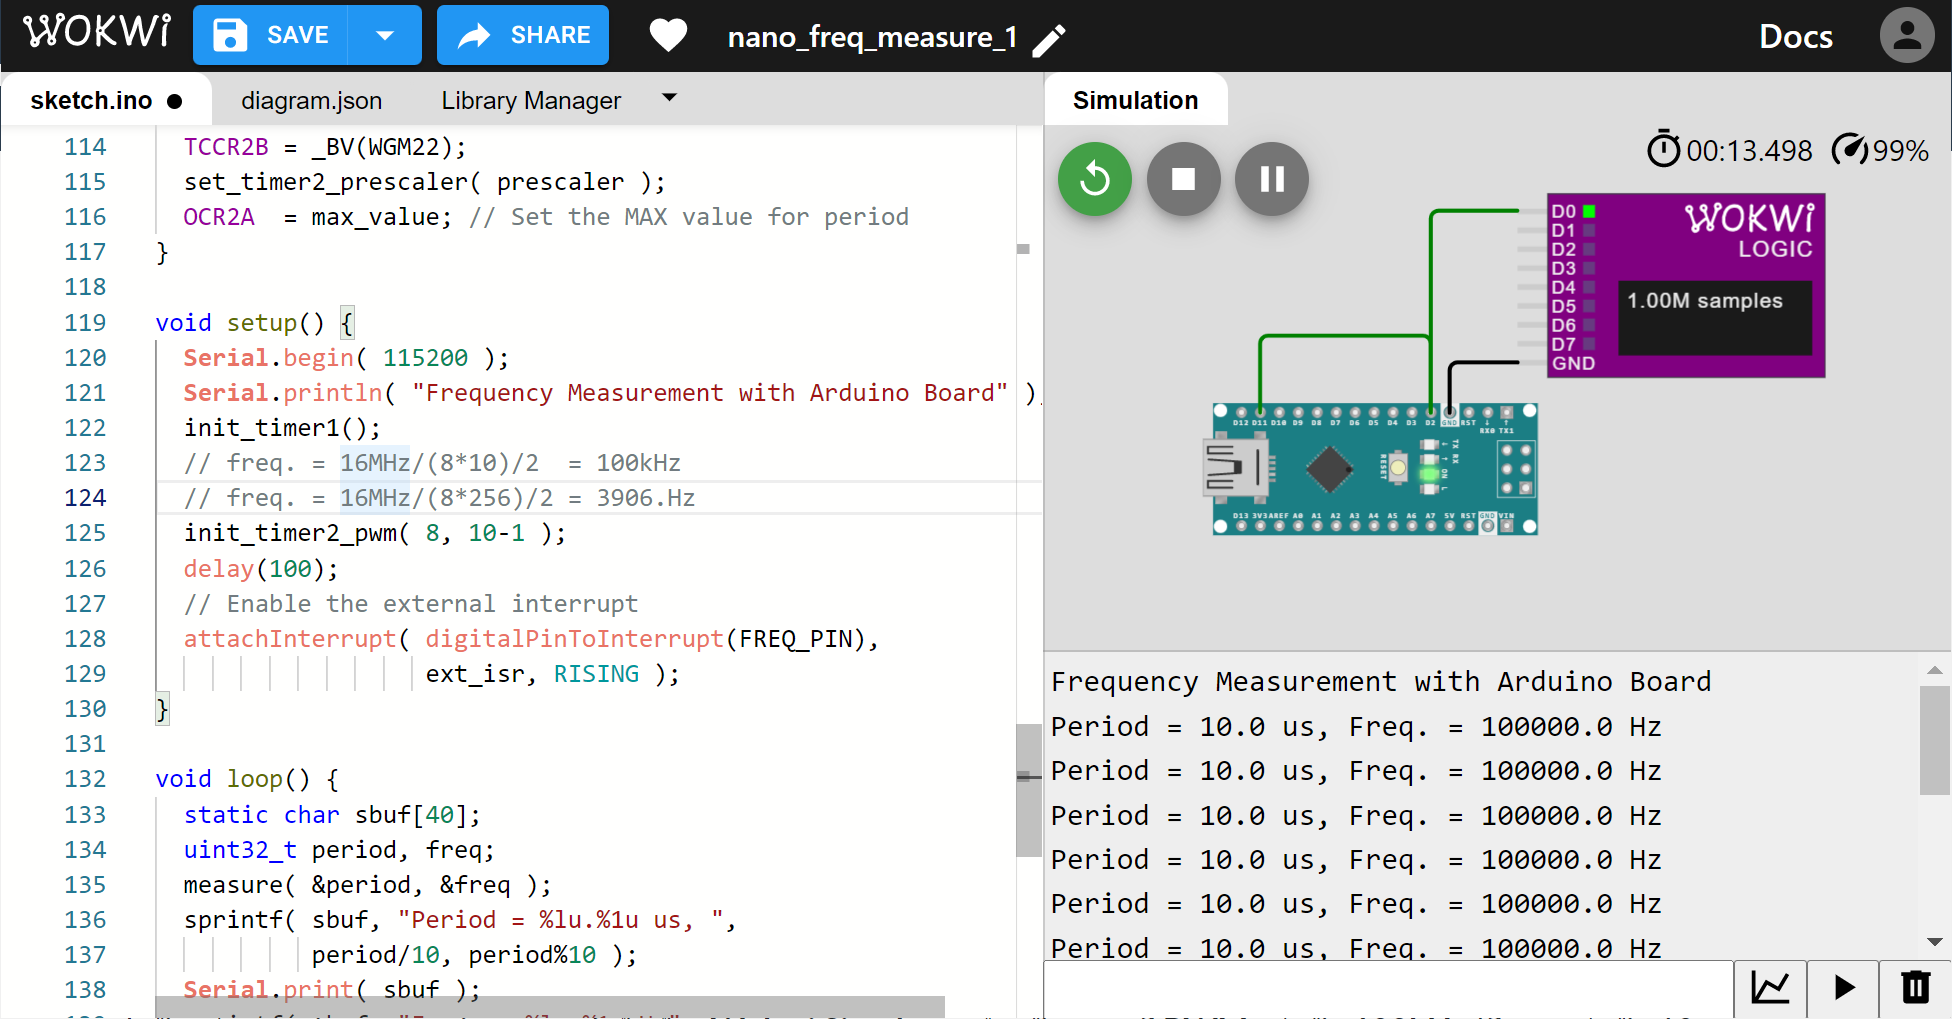 WOKWi SAVE SHARE nano_freq_measure_1 Docs
sketch.ino ● diagram.json Library Manager
114 TCCR2B = _BV(WGM22);
115 set_timer2_prescaler( prescaler );
116 OCR2A  = max_value; // Set the MAX value for period
117 }
118
119 void setup() {
120 Serial.begin( 115200 );
121 Serial.println( "Frequency Measurement with Arduino Board" );
122 init_timer1();
123 // freq. = 16MHz/(8*10)/2  = 100kHz
124 // freq. = 16MHz/(8*256)/2 = 3906.Hz
125 init_timer2_pwm( 8, 10-1 );
126 delay(100);
127 // Enable the external interrupt
128 attachInterrupt( digitalPinToInterrupt(FREQ_PIN),
129 ext_isr, RISING );
130 }
131
132 void loop() {
133 static char sbuf[40];
134 uint32_t period, freq;
135 measure( &period, &freq );
136 sprintf( sbuf, "Period = %lu.%1u us, ",
137 period/10, period%10 );
138 Serial.print( sbuf );
Simulation
00:13.498 99%
WOKWi
LOGIC
1.00M samples
D0
D1
D2
D3
D4
D5
D6
D7
GND
D12 D11 D10 D9 D8 D7 D6 D5 D4 D3 D2 GND RST RX0 TX1
RESET
TX RX
ON L
D13 3V3 AREF A0 A1 A2 A3 A4 A5 A6 A7 5V RST GND VIN
Frequency Measurement with Arduino Board
Period = 10.0 us, Freq. = 100000.0 Hz
Period = 10.0 us, Freq. = 100000.0 Hz
Period = 10.0 us, Freq. = 100000.0 Hz
Period = 10.0 us, Freq. = 100000.0 Hz
Period = 10.0 us, Freq. = 100000.0 Hz
Period = 10.0 us, Freq. = 100000.0 Hz